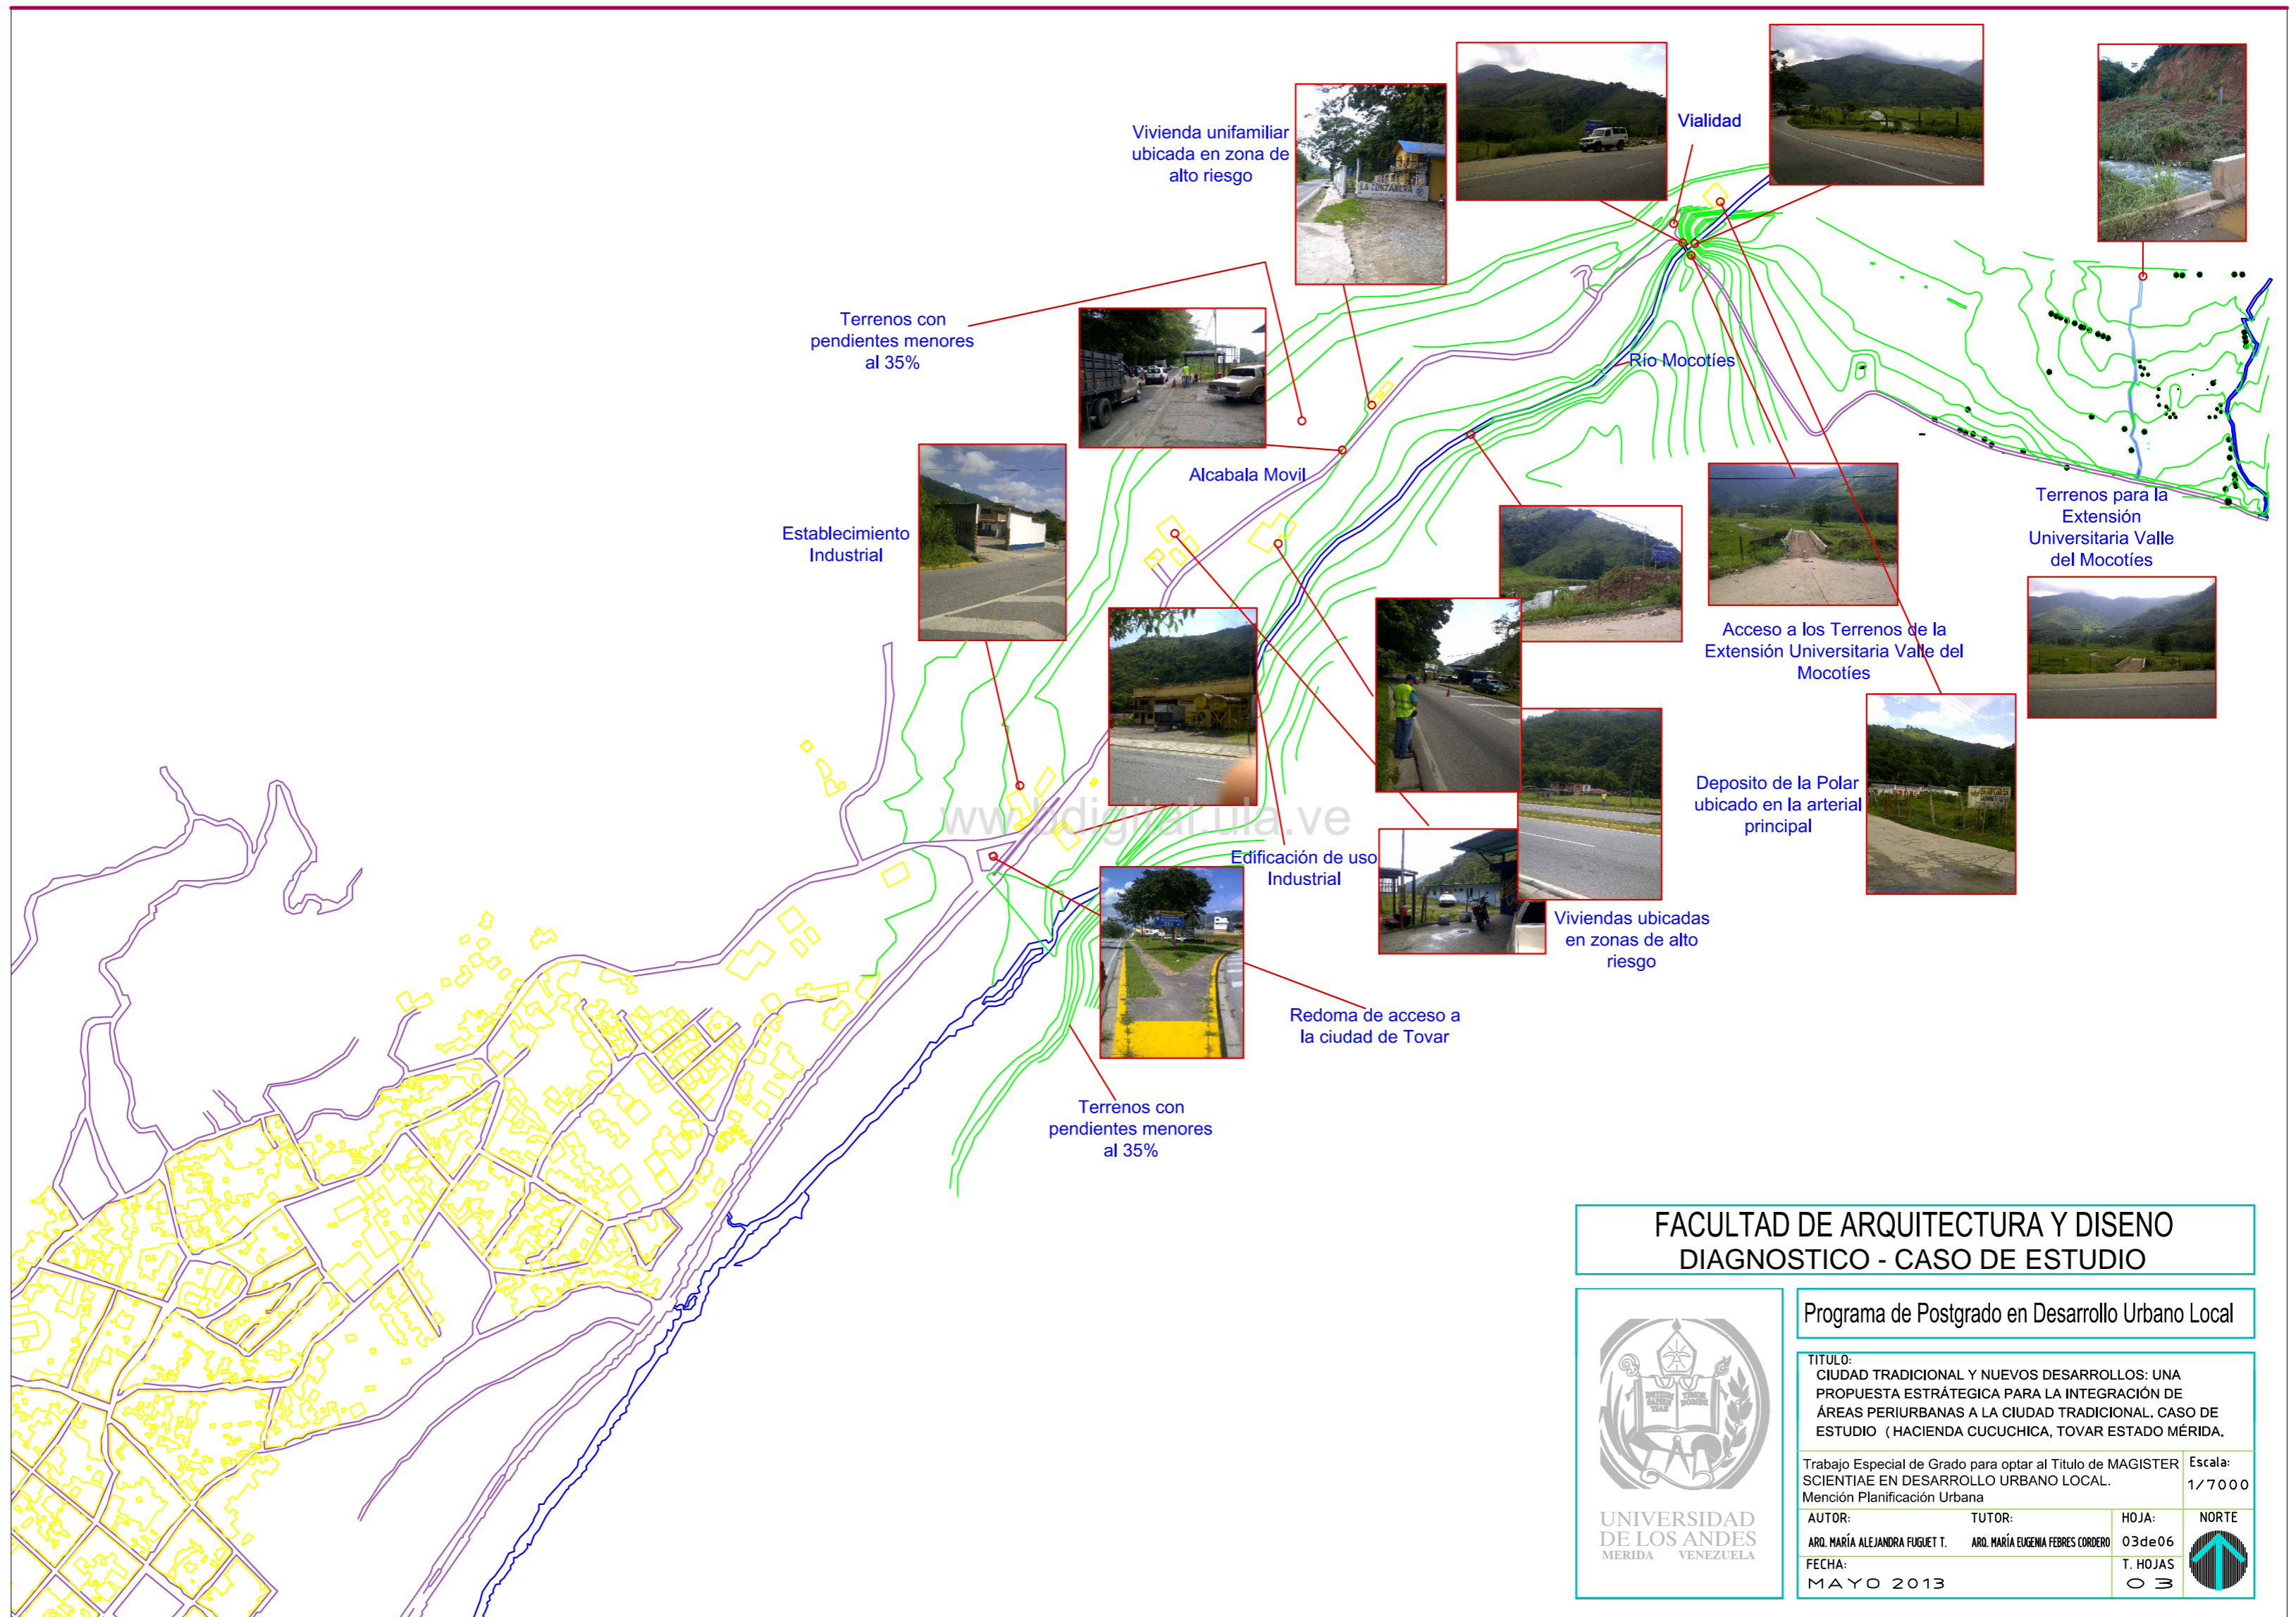 Vivienda unifamiliar
ubicada en zona de
alto riesgo
Vialidad
Terrenos con
pendientes menores
al 35%
Río Mocotíes
Alcabala Movil
Establecimiento
Industrial
Terrenos para la
Extensión
Universitaria Valle
del Mocotíes
Acceso a los Terrenos de la
Extensión Universitaria Valle del
Mocotíes
Deposito de la Polar
ubicado en la arterial
principal
www.bdigital.ula.ve
Edificación de uso
Industrial
Viviendas ubicadas
en zonas de alto
riesgo
Redoma de acceso a
la ciudad de Tovar
Terrenos con
pendientes menores
al 35%
FACULTAD DE ARQUITECTURA Y DISENO
DIAGNOSTICO - CASO DE ESTUDIO
Programa de Postgrado en Desarrollo Urbano Local
TITULO:
CIUDAD TRADICIONAL Y NUEVOS DESARROLLOS: UNA
PROPUESTA ESTRÁTEGICA PARA LA INTEGRACIÓN DE
ÁREAS PERIURBANAS A LA CIUDAD TRADICIONAL. CASO DE
ESTUDIO ( HACIENDA CUCUCHICA, TOVAR ESTADO MÉRIDA.
Trabajo Especial de Grado para optar al Titulo de MAGISTER
SCIENTIAE EN DESARROLLO URBANO LOCAL.
Mención Planificación Urbana
Escala:
1/7000
AUTOR:
ARQ. MARÍA ALEJANDRA FUGUET T.
TUTOR:
ARQ. MARÍA EUGENIA FEBRES CORDERO
HOJA:
03de06
NORTE
FECHA:
MAYO 2013
T. HOJAS
03
UNIVERSIDAD
DE LOS ANDES
MERIDA VENEZUELA